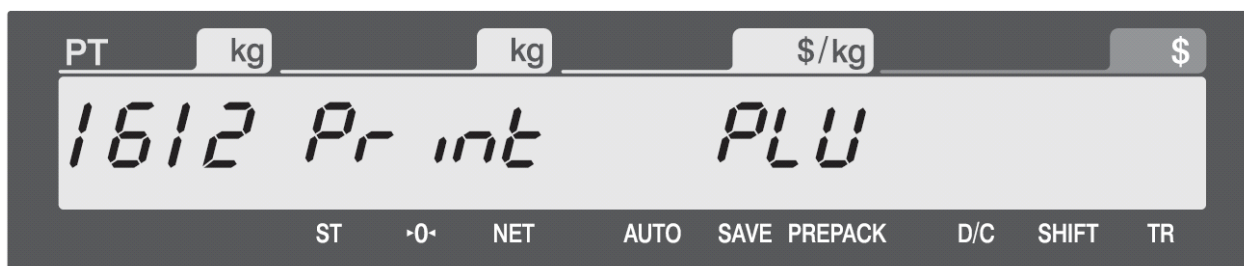 PT kg kg $/kg $
1612 Print PLU
ST ▸0◂ NET AUTO SAVE PREPACK D/C SHIFT TR